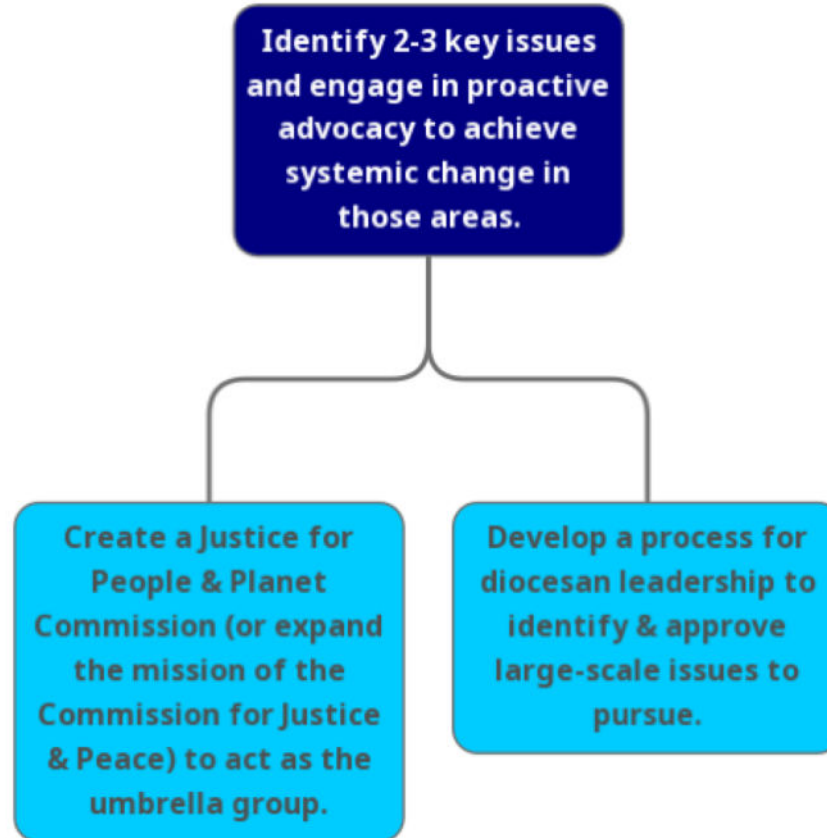 Identify 2-3 key issues
and engage in proactive
advocacy to achieve
systemic change in
those areas.
Create a Justice for
People & Planet
Commission (or expand
the mission of the
Commission for Justice
& Peace) to act as the
umbrella group.
Develop a process for
diocesan leadership to
identify & approve
large-scale issues to
pursue.